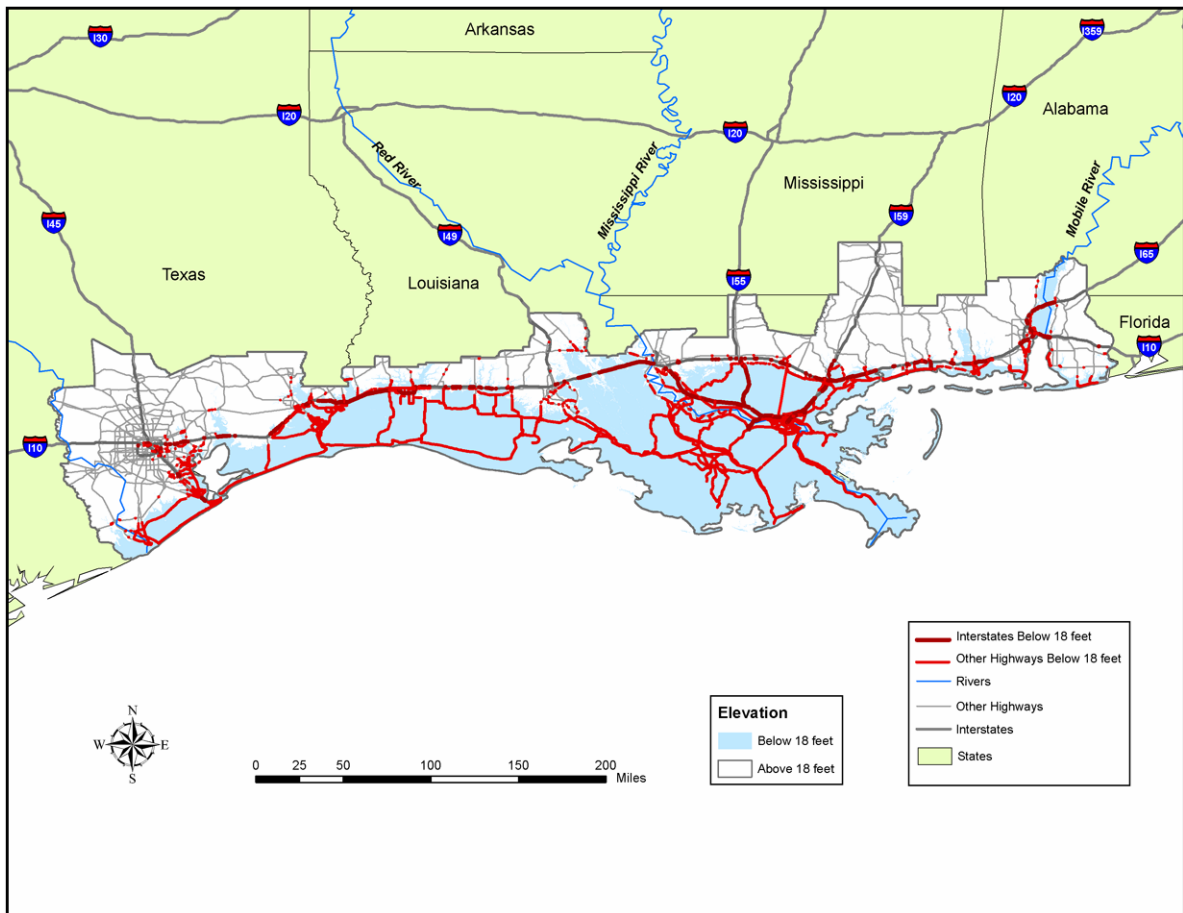 Arkansas
I30
I359
I20
I20
I20
Alabama
Red River
Mississippi River
Mississippi
Mobile River
I45
I49
I59
I65
Texas
Louisiana
I55
Florida
I10
I10
Interstates Below 18 feet
Other Highways Below 18 feet
Rivers
Other Highways
Interstates
States
Elevation
Below 18 feet
Above 18 feet
N
W E
S
0 25 50 100 150 200
Miles